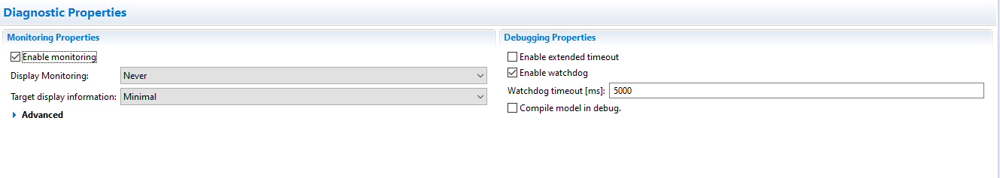 Diagnostic Properties
Monitoring Properties
Enable monitoring
Display Monitoring: Never
Target display information: Minimal
Advanced
Debugging Properties
Enable extended timeout
Enable watchdog
Watchdog timeout [ms]: 5000
Compile model in debug.